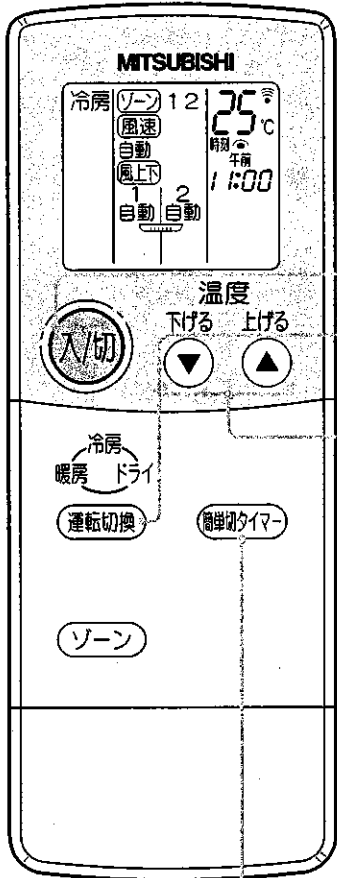 MITSUBISHI
冷房 ゾーン 1 2 25℃
風速
自動 時刻
風上下 午前
11:00
1 2
自動 自動
温度
入/切 下げる 上げる
▼ ▲
冷房
暖房 ドライ
運転切換 簡単切タイマー
ゾーン